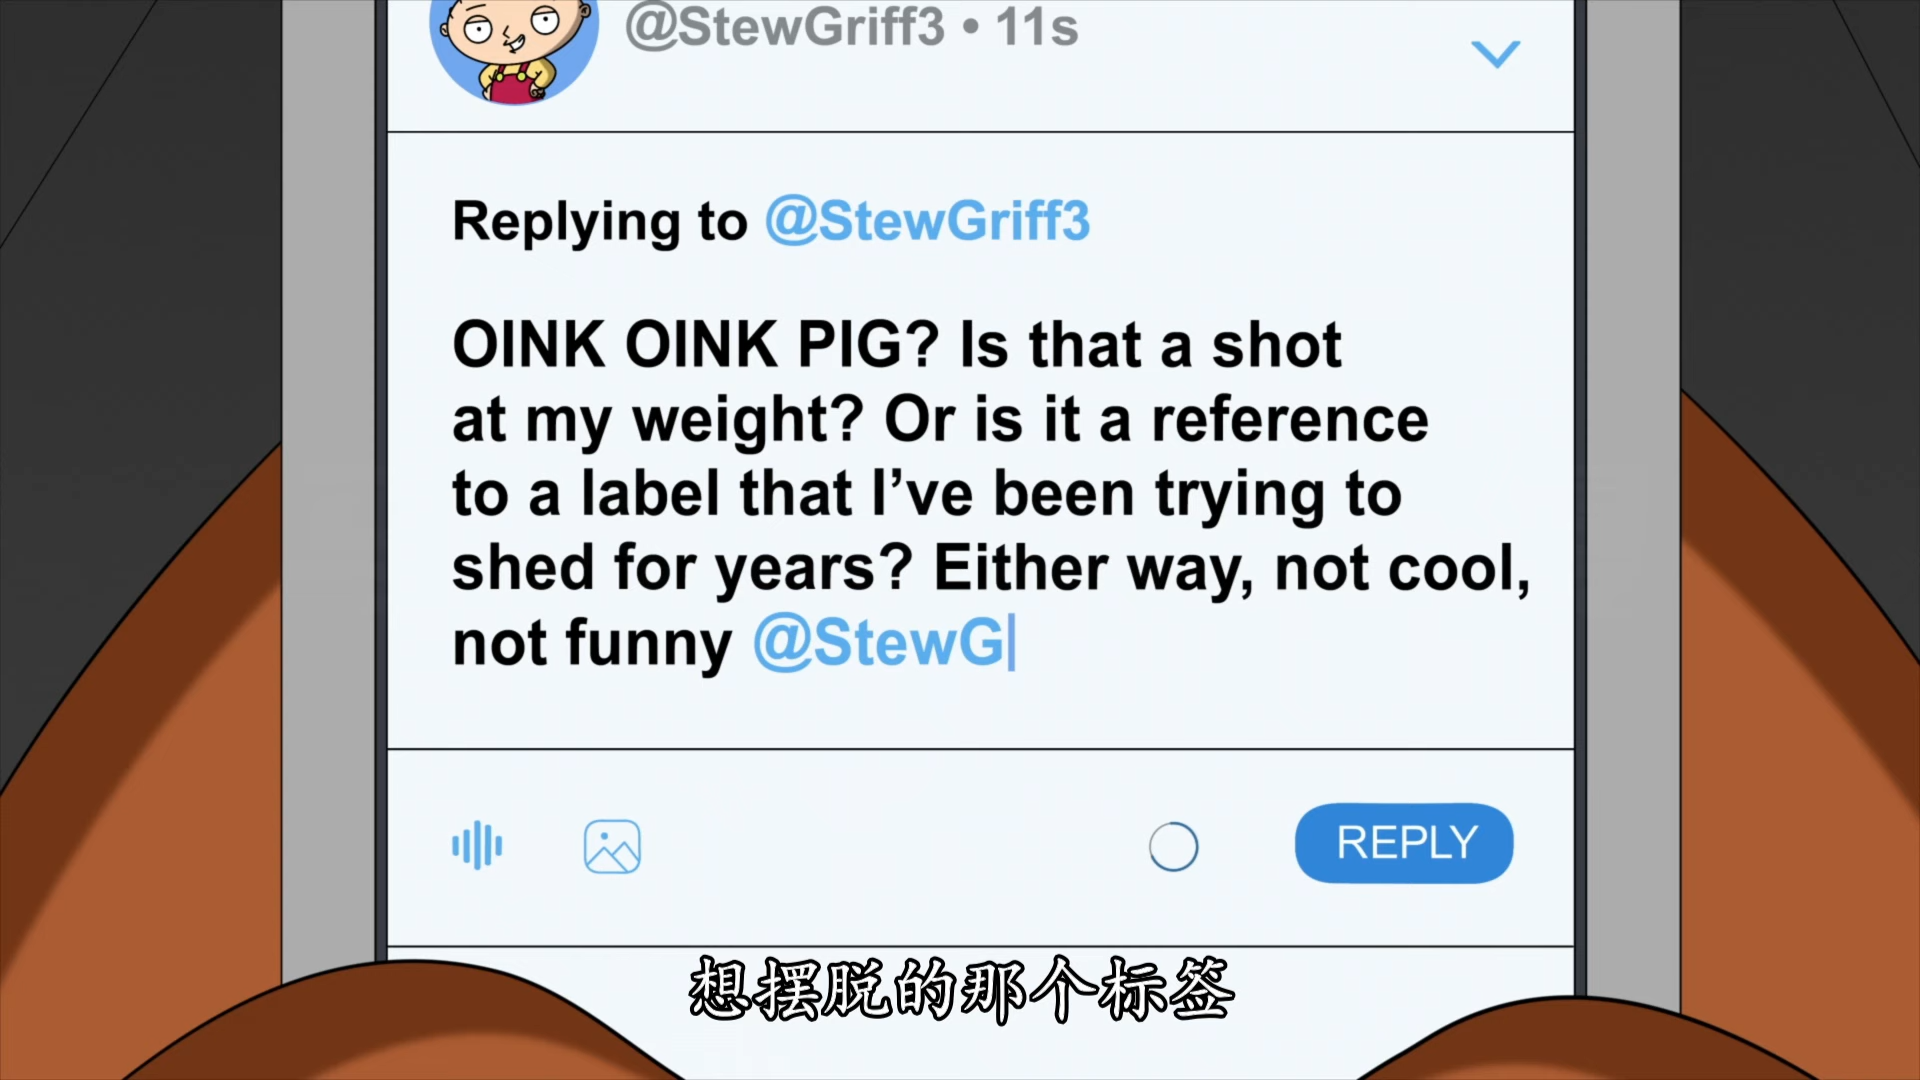 @StewGriff3 • 11s
Replying to @StewGriff3
OINK OINK PIG? Is that a shot
at my weight? Or is it a reference
to a label that I’ve been trying to
shed for years? Either way, not cool,
not funny @StewG
REPLY
想摆脱的那个标签